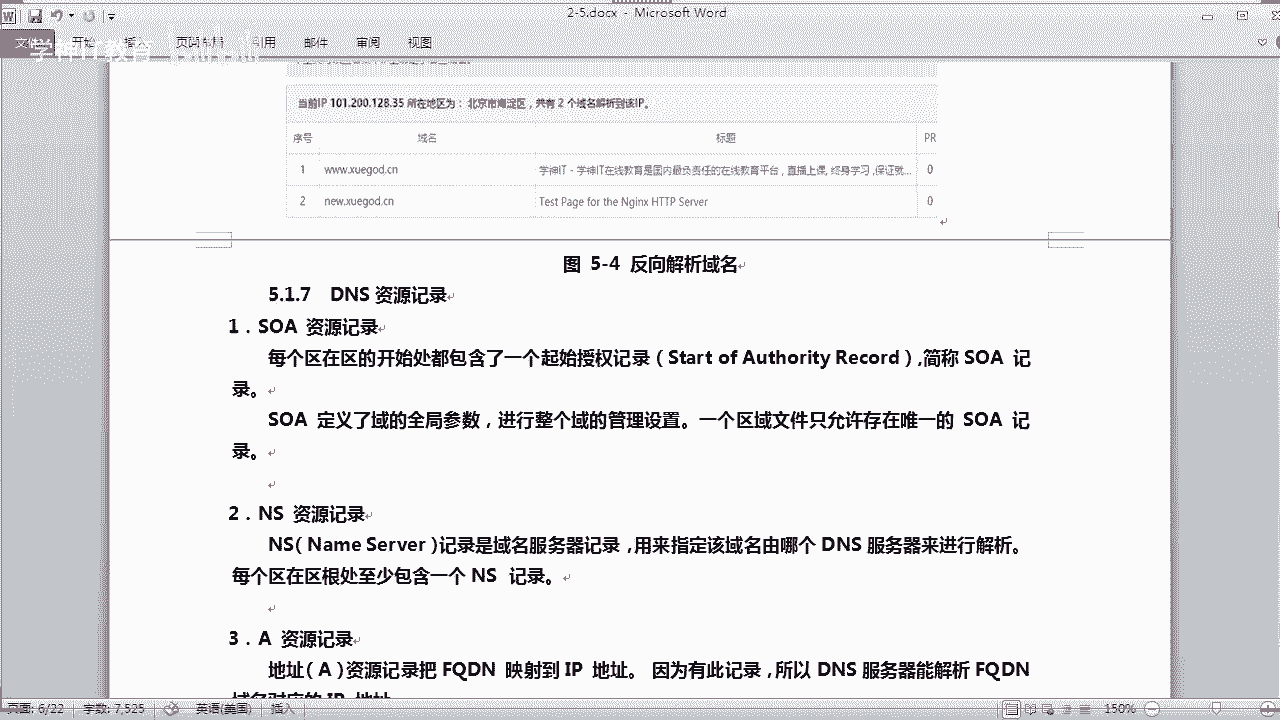 2-5.docx - Microsoft Word
文件 开始 页面布局 引用 邮件 审阅 视图
学神IT教育 bilibili
当前IP 101.200.128.35 所在地区为： 北京市海淀区，共有 2 个域名解析到该IP。
序号 域名 标题 PR
1 www.xuegod.cn 学神IT - 学神IT在线教育是国内最负责任的在线教育平台，直播上课, 终身学习 ,保证就... 0
2 new.xuegod.cn Test Page for the Nginx HTTP Server 0
图 5-4 反向解析域名
5.1.7 DNS 资源记录
1．SOA 资源记录
每个区在区的开始处都包含了一个起始授权记录（Start of Authority Record）,简称 SOA 记
录。
SOA 定义了域的全局参数，进行整个域的管理设置。一个区域文件只允许存在唯一的 SOA 记
录。
2．NS 资源记录
NS（Name Server）记录是域名服务器记录,用来指定该域名由哪个 DNS 服务器来进行解析。
每个区在区根处至少包含一个 NS 记录。
3．A 资源记录
地址（A）资源记录把 FQDN 映射到 IP 地址。 因为有此记录,所以 DNS 服务器能解析 FQDN
域名对应的 IP 地址
页面: 6/22 字数: 7,525 英语(美国) 插入 150%